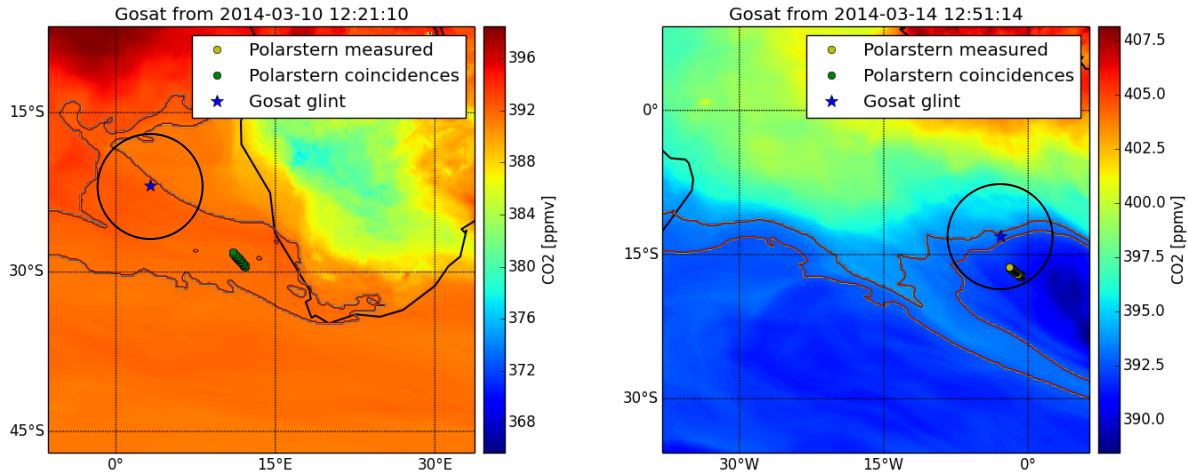 Gosat from 2014-03-10 12:21:10
Polarstern measured
Polarstern coincidences
Gosat glint
15°S
30°S
45°S
0°
15°E
30°E
396
392
388
384
380
376
372
368
CO2 [ppmv]
Gosat from 2014-03-14 12:51:14
Polarstern measured
Polarstern coincidences
Gosat glint
0°
15°S
30°S
30°W
15°W
0°
407.5
405.0
402.5
400.0
397.5
395.0
392.5
390.0
CO2 [ppmv]